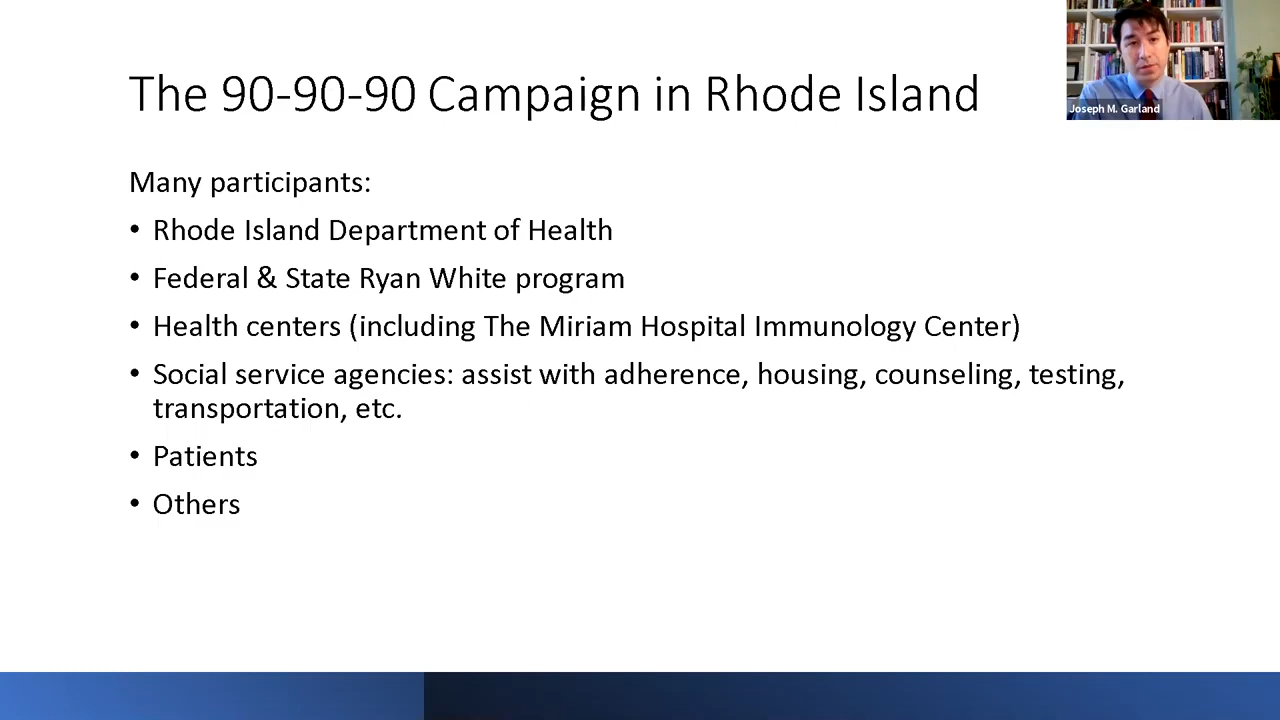 The 90-90-90 Campaign in Rhode Island
Joseph M. Garland
Many participants:
• Rhode Island Department of Health
• Federal & State Ryan White program
• Health centers (including The Miriam Hospital Immunology Center)
• Social service agencies: assist with adherence, housing, counseling, testing,
transportation, etc.
• Patients
• Others